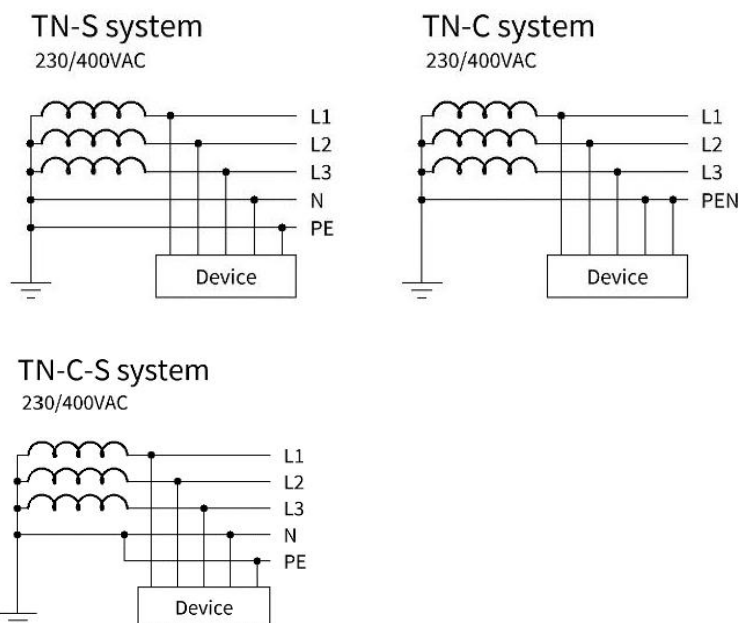 TN-S system
230/400VAC
L1
L2
L3
N
PE
Device
TN-C system
230/400VAC
L1
L2
L3
PEN
Device
TN-C-S system
230/400VAC
L1
L2
L3
N
PE
Device